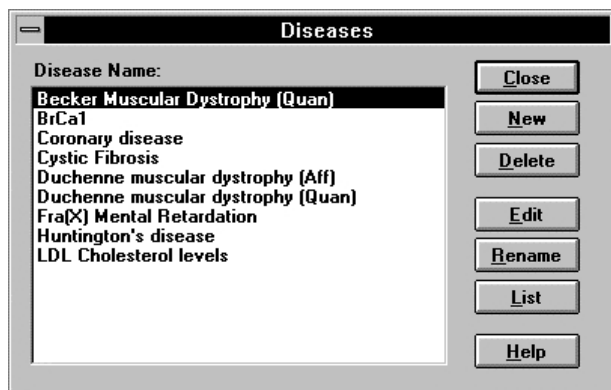 Diseases
Disease Name:
Becker Muscular Dystrophy (Quan)
BrCa1
Coronary disease
Cystic Fibrosis
Duchenne muscular dystrophy (Aff)
Duchenne muscular dystrophy (Quan)
Fra(X) Mental Retardation
Huntington's disease
LDL Cholesterol levels
Close
New
Delete
Edit
Rename
List
Help